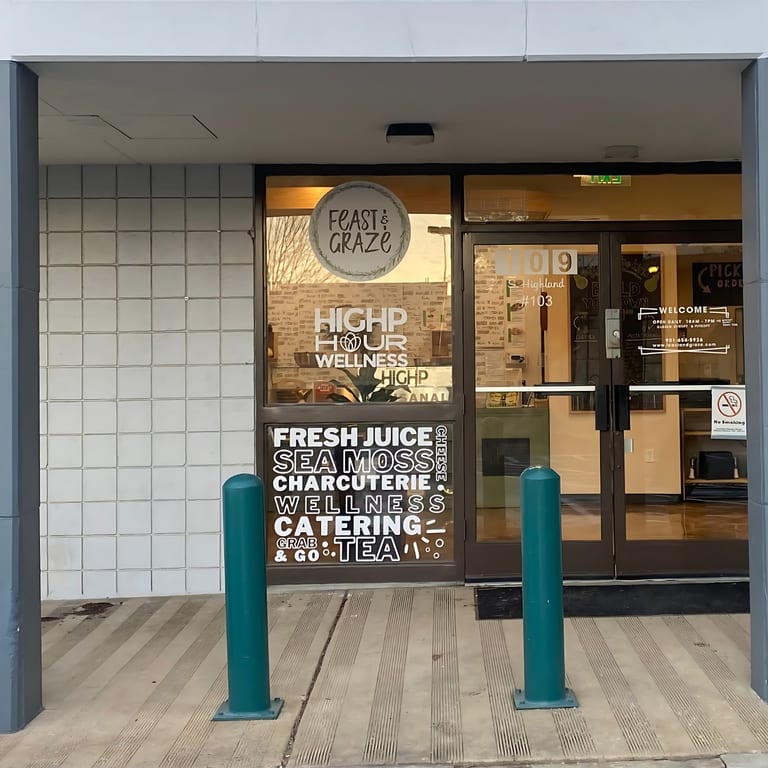 FEAST &
GRAZE
HIGHP
HOUR
WELLNESS
HIGHP
FRESH JUICE
SEA MOSS
CHEESE
CHARCUTERIE
WELLNESS
CATERING
GRAB
& GO
TEA
109
S. Highland
#103
BUILD
WELCOME
PICK
No Smoking